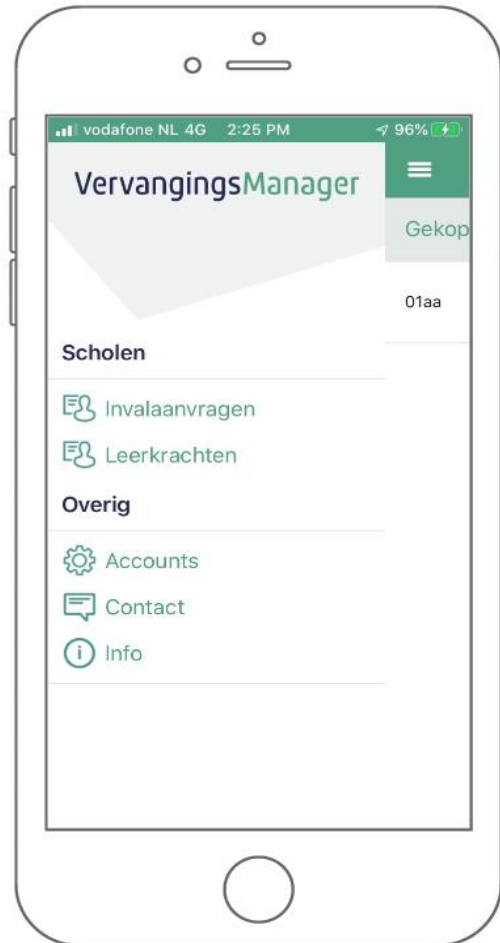 vodafone NL 4G 2:25 PM 96%
VervangingsManager
Gekop
01aa
Scholen
Invalaanvragen
Leerkrachten
Overig
Accounts
Contact
Info